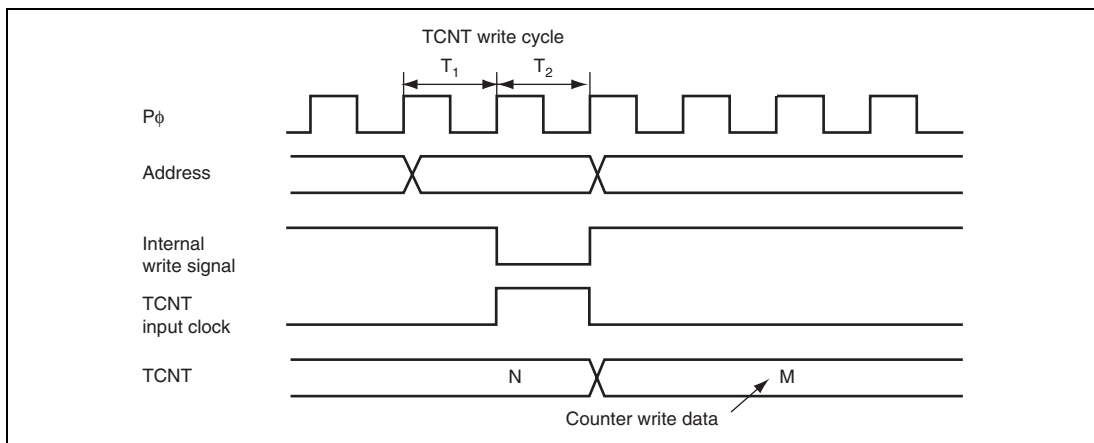 TCNT write cycle
T1 T2
Pϕ
Address
Internal
write signal
TCNT
input clock
TCNT N M
Counter write data